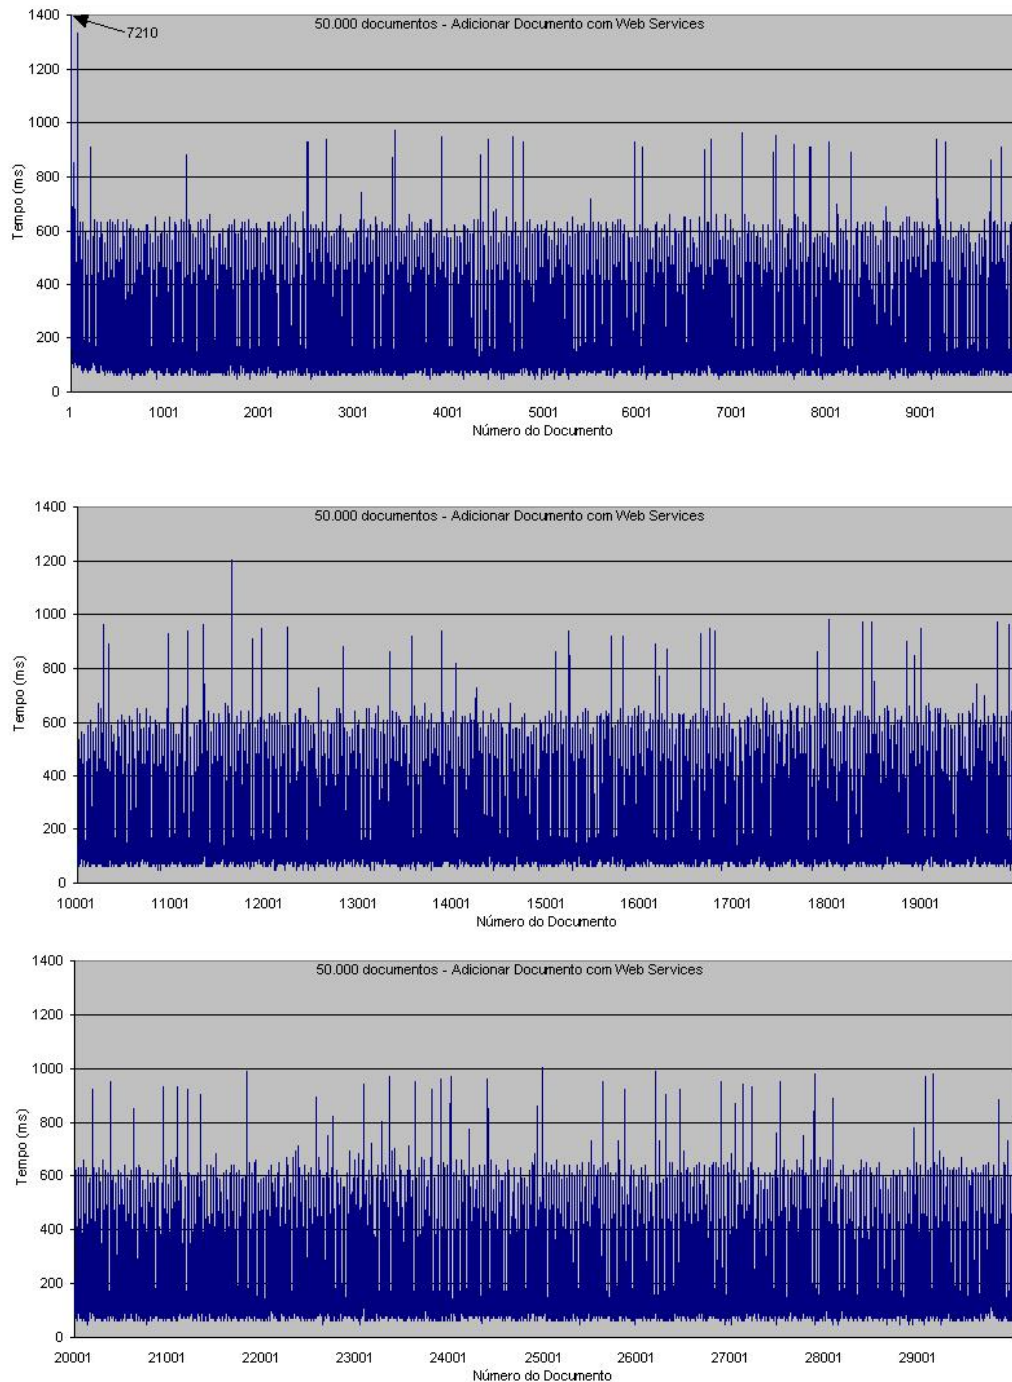 50.000 documentos - Adicionar Documento com Web Services
7210
1400
1200
1000
800
600
400
200
0
Tempo (ms)
1 1001 2001 3001 4001 5001 6001 7001 8001 9001
Número do Documento
50.000 documentos - Adicionar Documento com Web Services
1400
1200
1000
800
600
400
200
0
Tempo (ms)
10001 11001 12001 13001 14001 15001 16001 17001 18001 19001
Número do Documento
50.000 documentos - Adicionar Documento com Web Services
1400
1200
1000
800
600
400
200
0
Tempo (ms)
20001 21001 22001 23001 24001 25001 26001 27001 28001 29001
Número do Documento